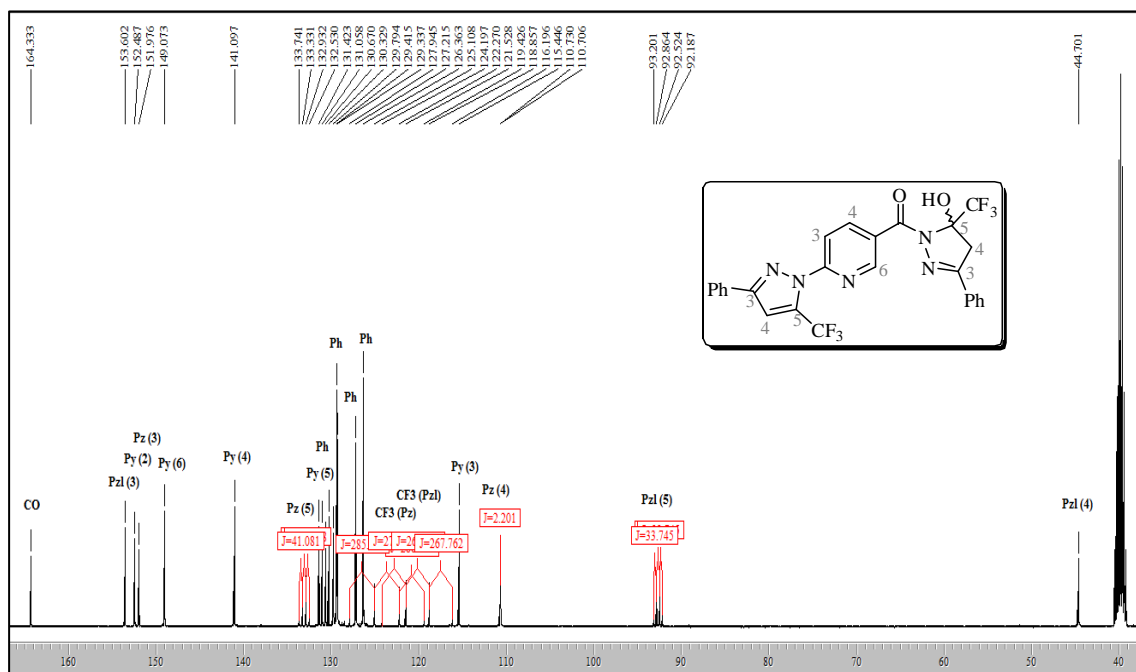 164.333
153.602
152.487
151.976
149.073
141.097
133.741
133.331
132.932
132.530
131.423
131.058
130.670
130.329
129.794
129.415
129.337
127.945
127.215
126.363
125.108
124.197
122.270
121.528
119.426
118.857
116.196
115.446
110.730
110.706
93.201
92.864
92.524
92.187
44.701
O
HO
CF3
4
5
3
N
4
6
N
N
N
N
3
Ph
Ph
3
4
5
CF3
Ph
Ph
Ph
Ph
Pz (3)
Py (2)
Pzl (3)
Py (6)
Py (4)
Py (5)
Py (3)
CF3 (Pzl)
CF3 (Pz)
Pz (4)
Pz (5)
Pzl (5)
Pzl (4)
CO
J=41.081
J=285.
J=2
J=26
J=267.762
J=2.201
J=33.745
160 150 140 130 120 110 100 90 80 70 60 50 40